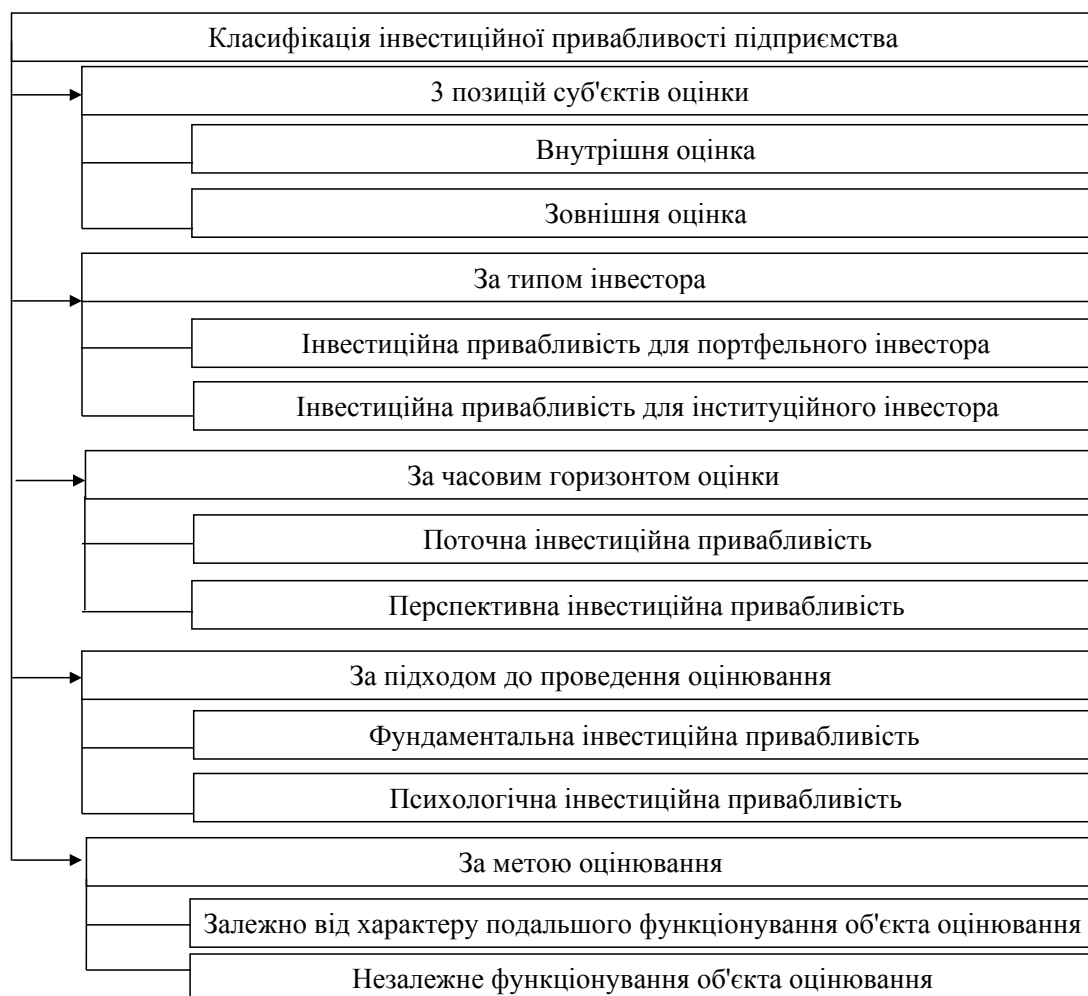 Класифікація інвестиційної привабливості підприємства
З позицій суб'єктів оцінки
Внутрішня оцінка
Зовнішня оцінка
За типом інвестора
Інвестиційна привабливість для портфельного інвестора
Інвестиційна привабливість для інституційного інвестора
За часовим горизонтом оцінки
Поточна інвестиційна привабливість
Перспективна інвестиційна привабливість
За підходом до проведення оцінювання
Фундаментальна інвестиційна привабливість
Психологічна інвестиційна привабливість
За метою оцінювання
Залежно від характеру подальшого функціонування об'єкта оцінювання
Незалежне функціонування об'єкта оцінювання